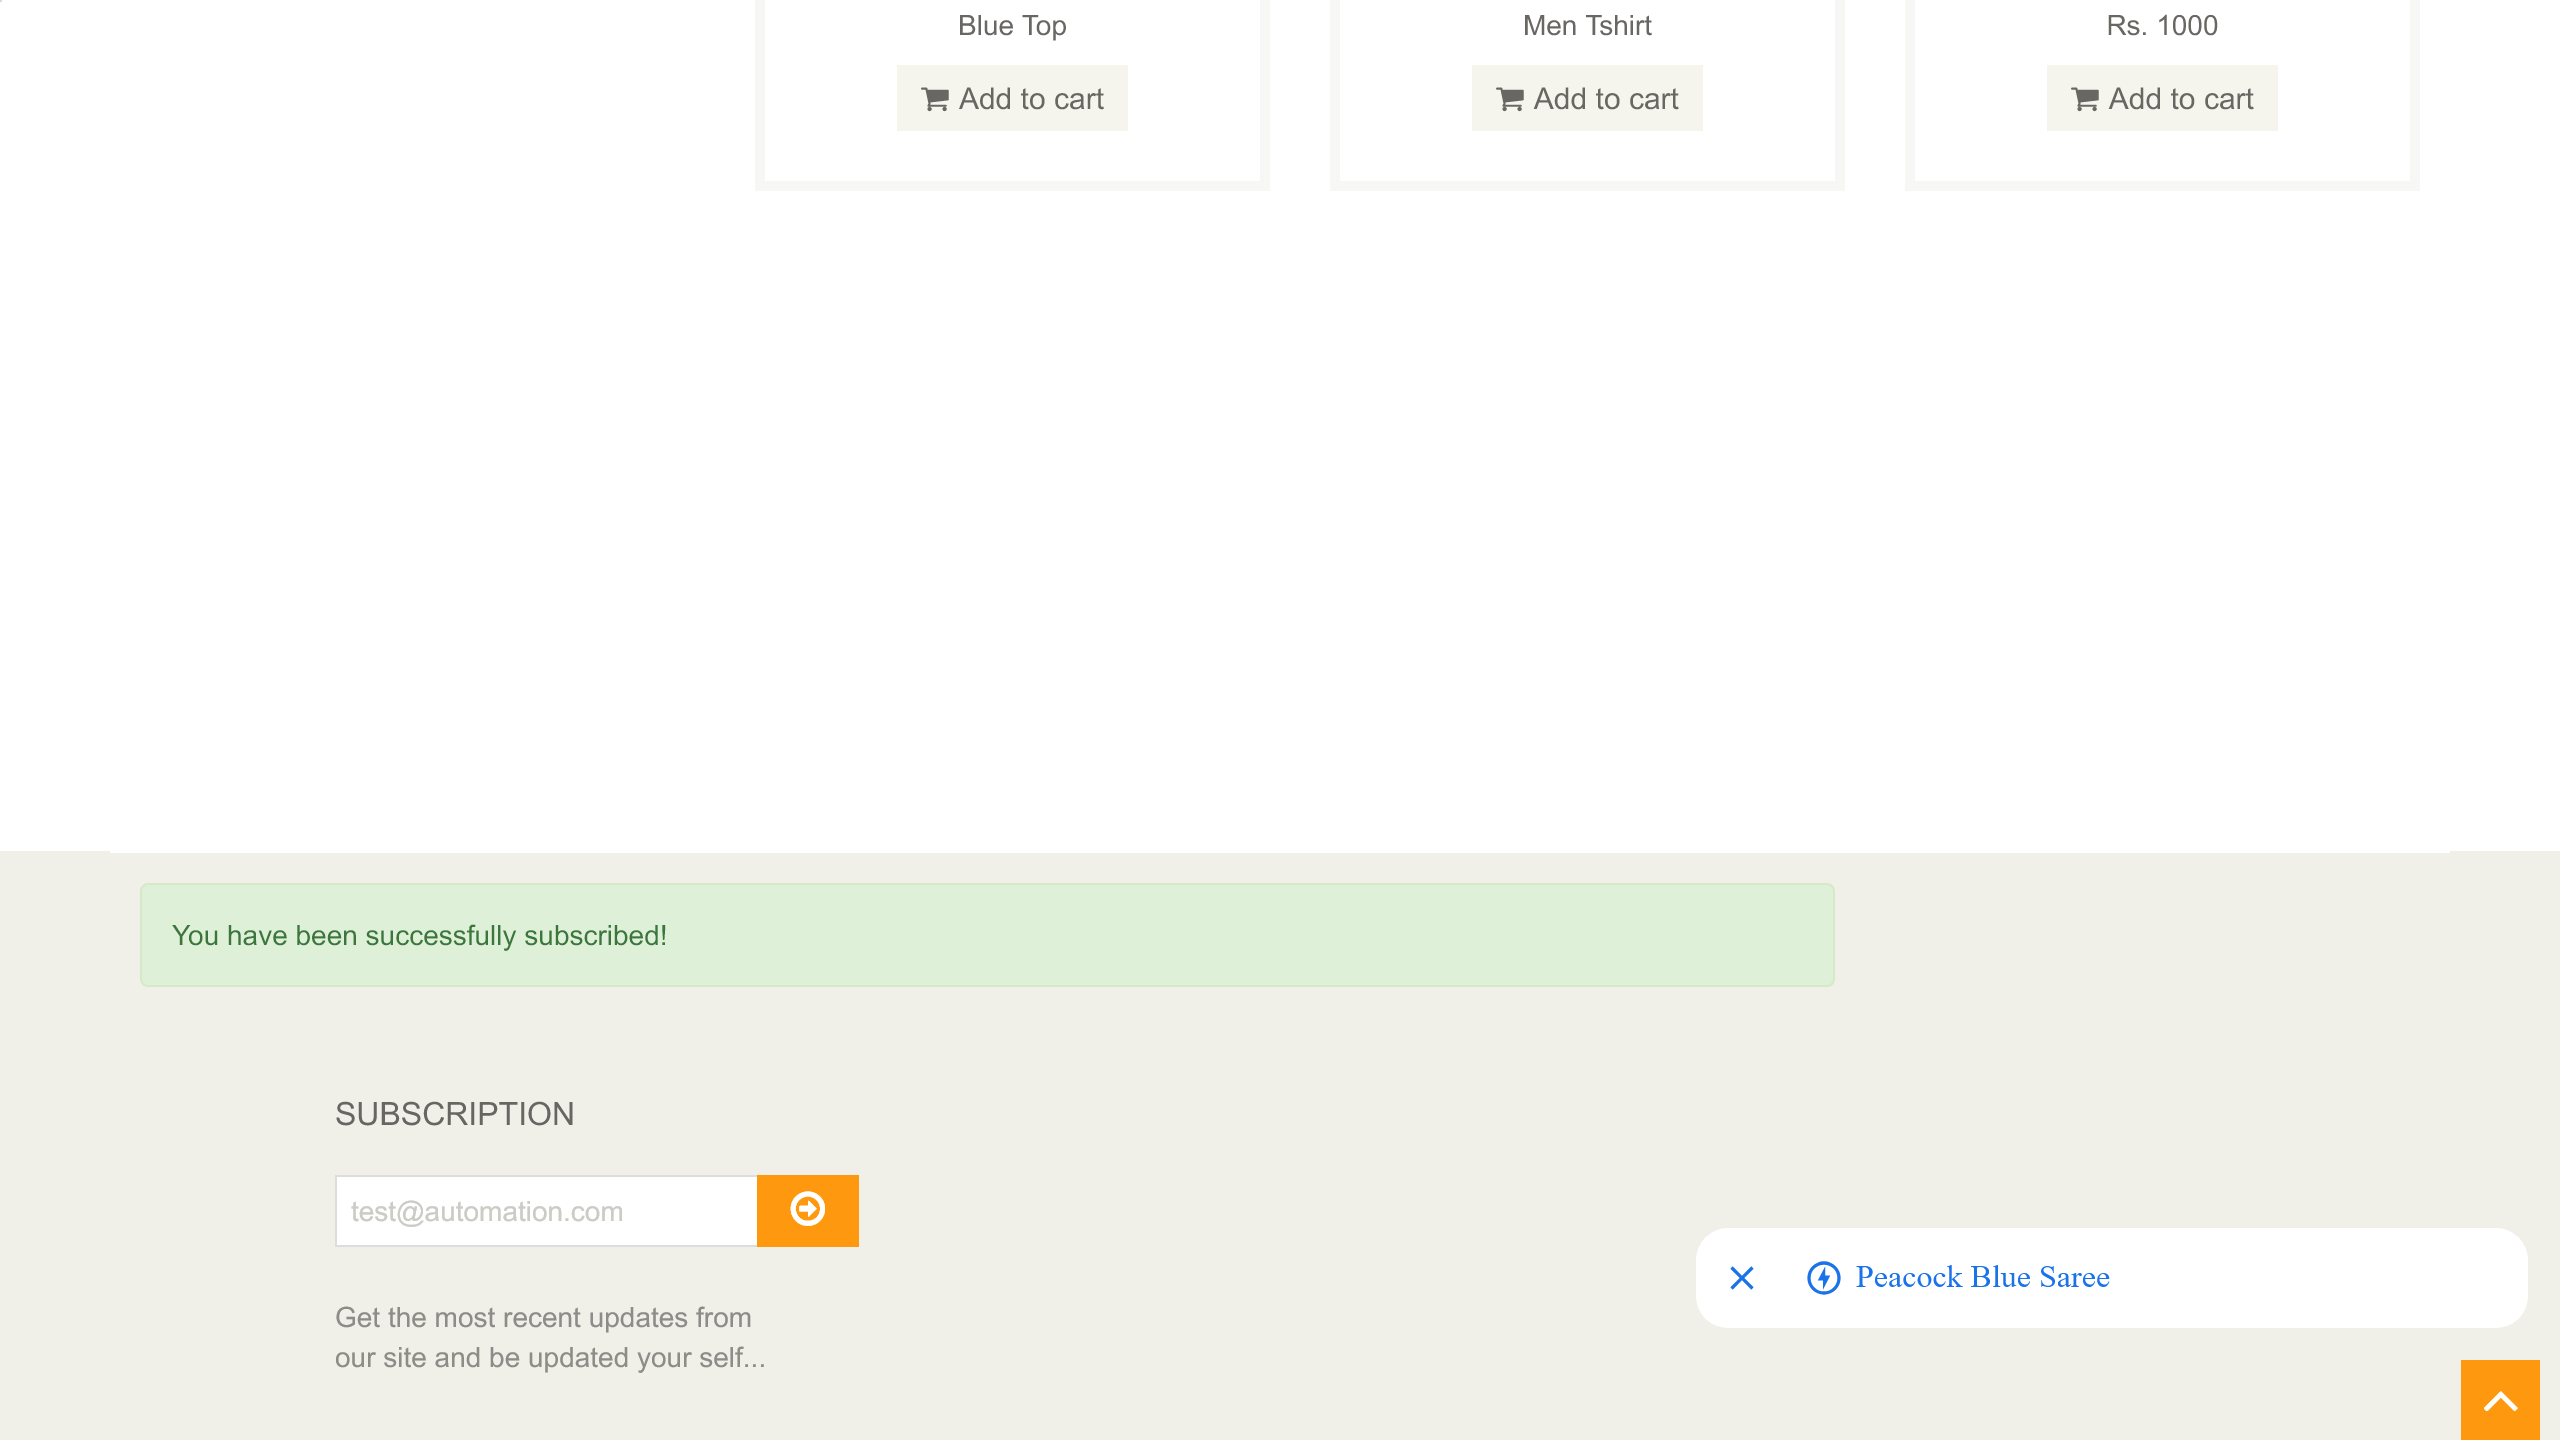 Blue Top
Men Tshirt
Rs. 1000
Add to cart
Add to cart
Add to cart
You have been successfully subscribed!
SUBSCRIPTION
test@automation.com
Get the most recent updates from
our site and be updated your self...
Peacock Blue Saree